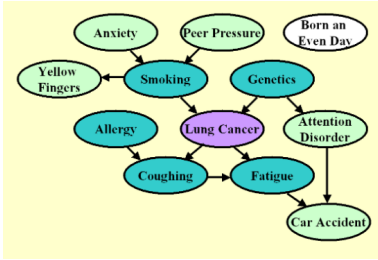 Anxiety
Peer Pressure
Born an
Even Day
Yellow
Fingers
Smoking
Genetics
Allergy
Lung Cancer
Attention
Disorder
Coughing
Fatigue
Car Accident